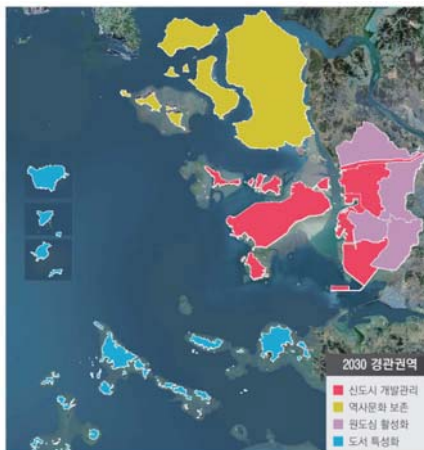 2030 경관권역
신도시 개발관리
역사문화 보존
원도심 활성화
도서 특성화